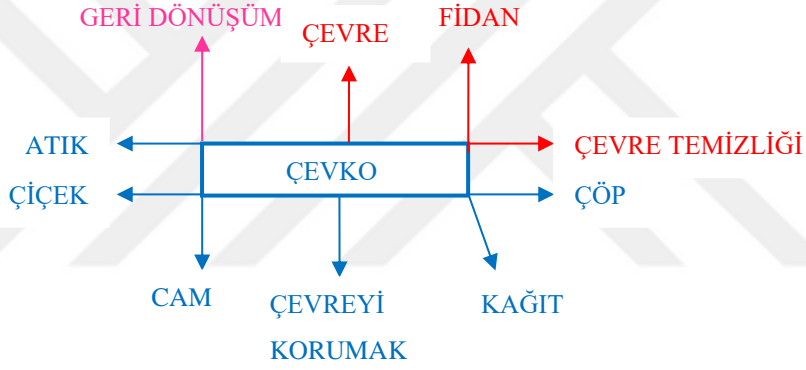 GERİ DÖNÜŞÜM
ÇEVRE
FİDAN
ATIK
ÇEVRE TEMİZLİĞİ
ÇEVKO
ÇİÇEK
ÇÖP
CAM
ÇEVREYİ
KORUMAK
KAĞIT